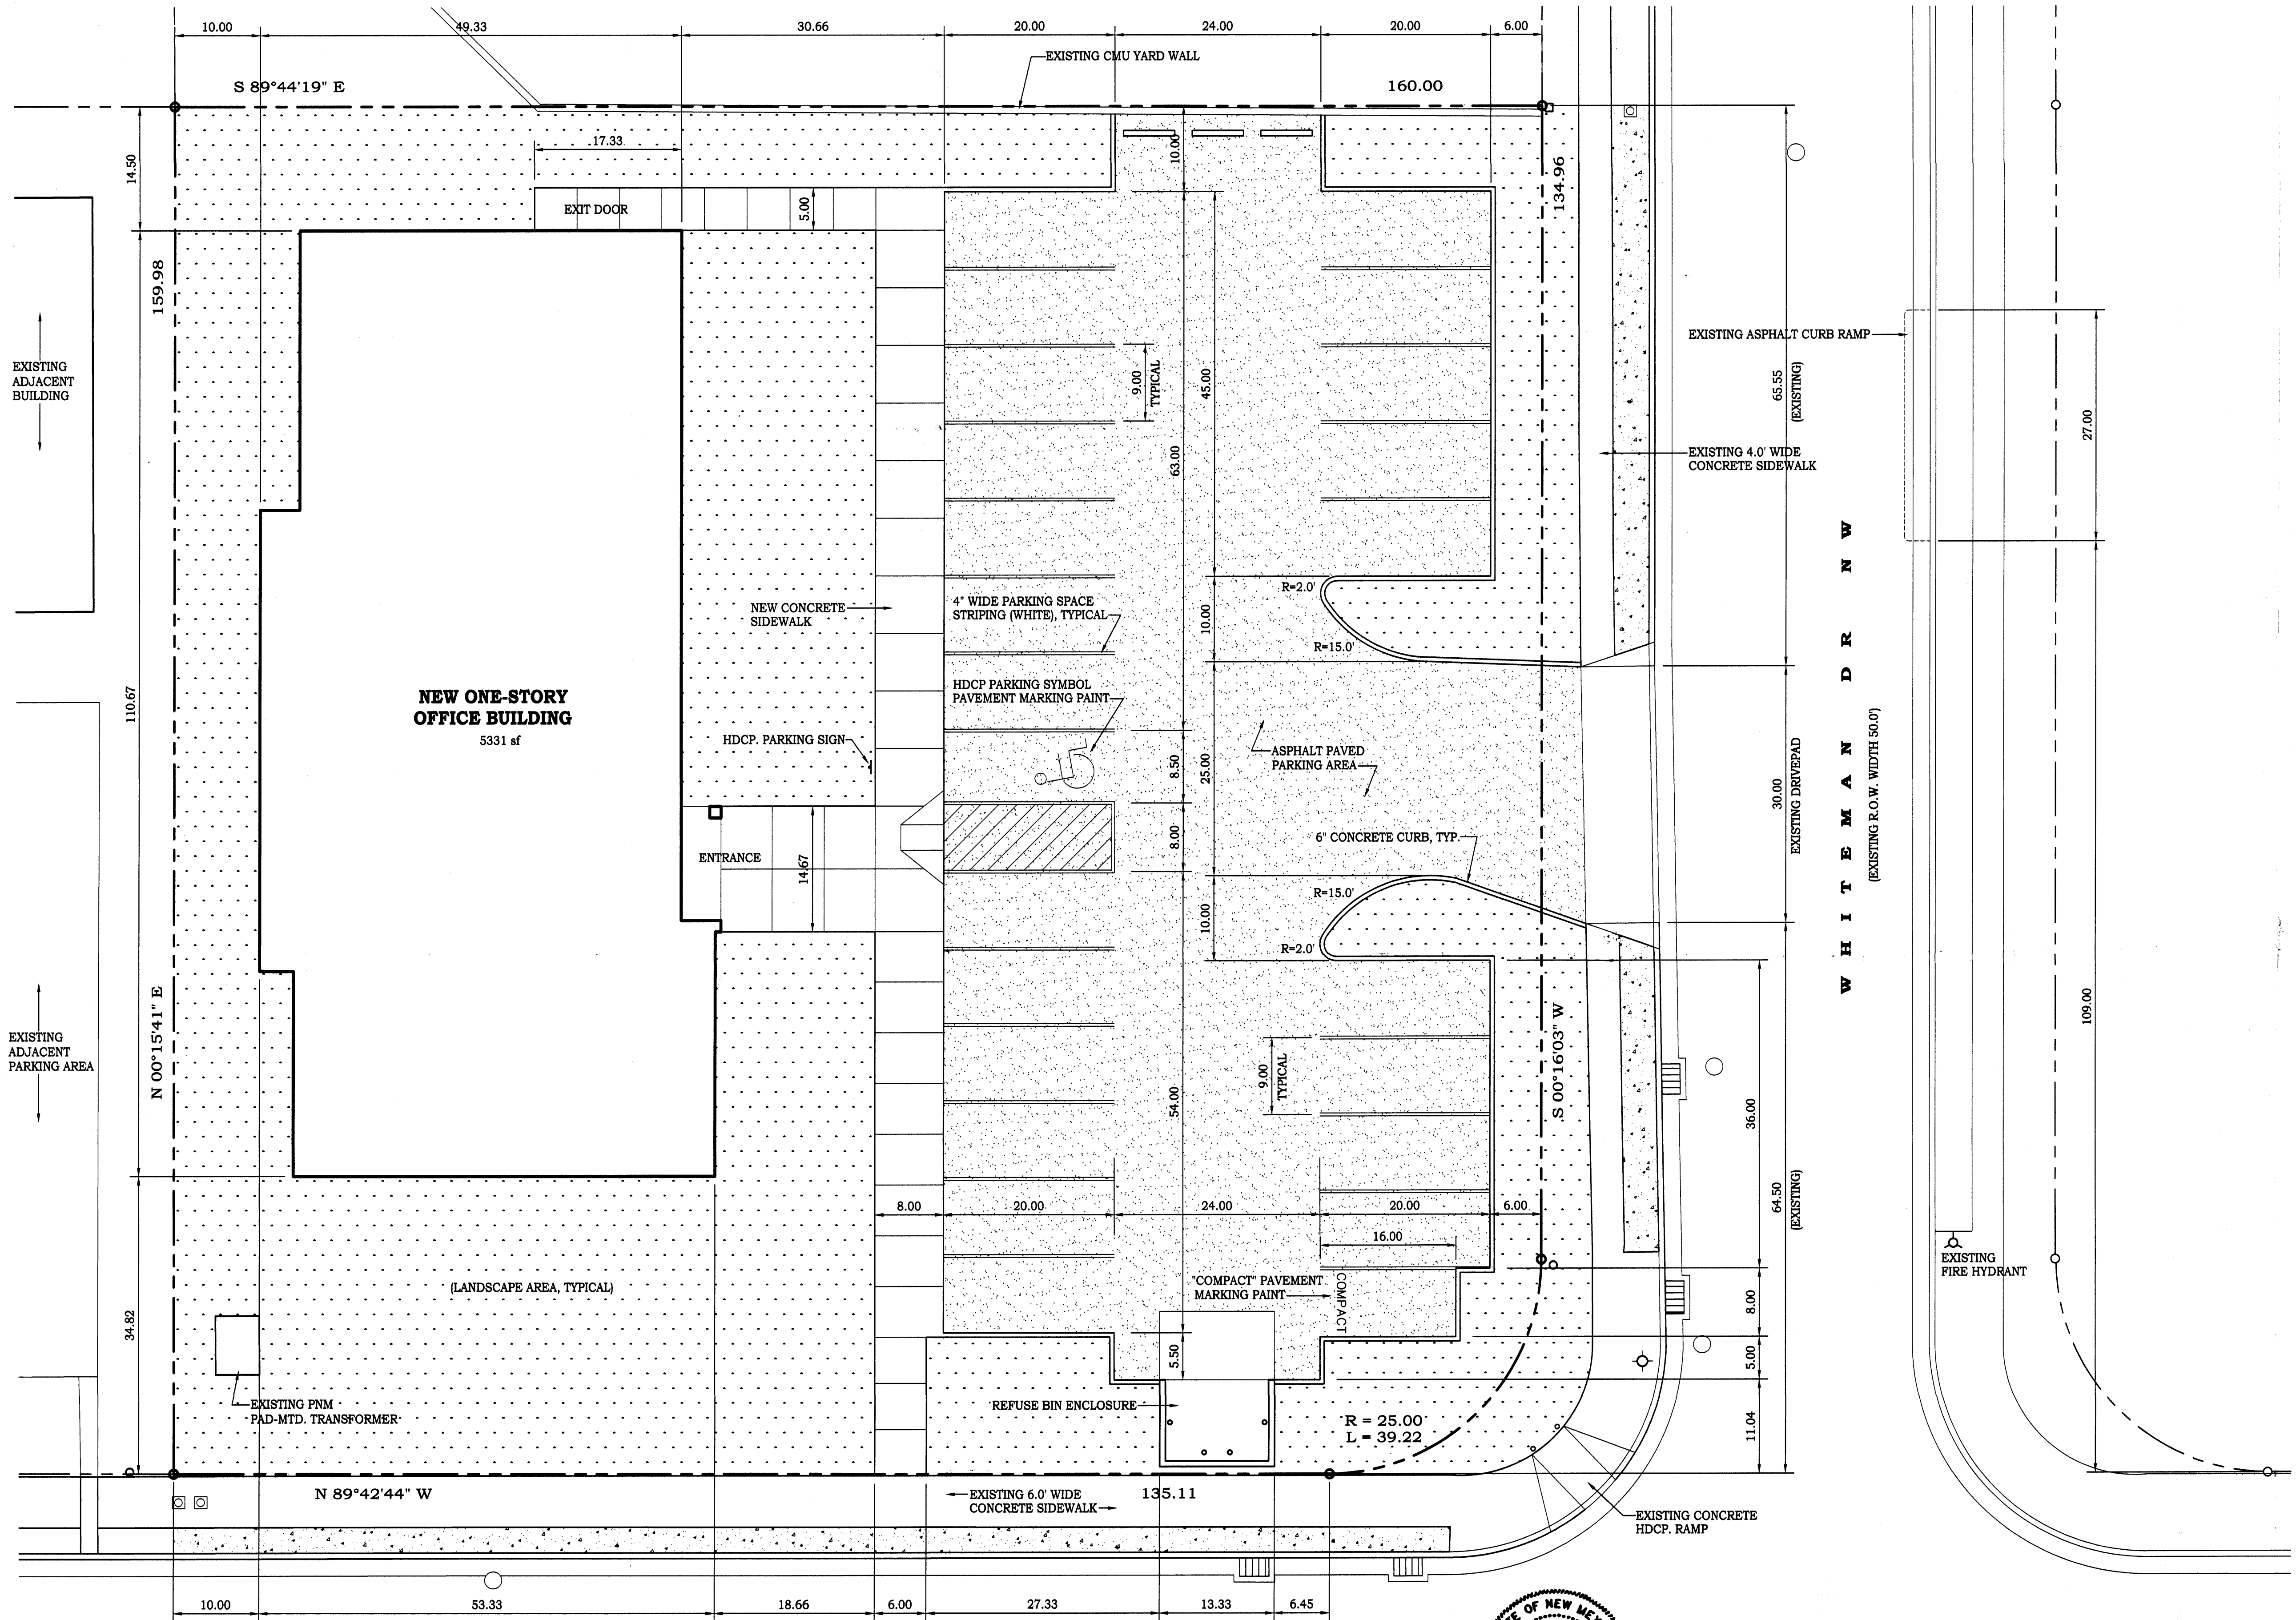 10.00
49.33
30.66
20.00
24.00
20.00
6.00
EXISTING CMU YARD WALL
S 89°44'19" E
160.00
14.50
17.33
10.00
134.96
EXIT DOOR
5.00
159.98
EXISTING
ADJACENT
BUILDING
9.00
TYPICAL
45.00
63.00
EXISTING ASPHALT CURB RAMP
65.55
(EXISTING)
27.00
EXISTING 4.0' WIDE
CONCRETE SIDEWALK
WHITEMAN DR NW
(EXISTING R.O.W. WIDTH 50.0')
NEW CONCRETE
SIDEWALK
4" WIDE PARKING SPACE
STRIPING (WHITE), TYPICAL
R=2.0'
10.00
R=15.0'
110.67
NEW ONE-STORY
OFFICE BUILDING
5331 sf
HDCP PARKING SYMBOL
PAVEMENT MARKING PAINT
HDCP. PARKING SIGN
8.50
25.00
ASPHALT PAVED
PARKING AREA
30.00
EXISTING DRIVEPAD
8.00
6" CONCRETE CURB, TYP.
ENTRANCE
14.67
R=15.0'
10.00
R=2.0'
EXISTING
ADJACENT
PARKING AREA
N 00°15'41" E
9.00
TYPICAL
54.00
S 00°16'03" W
36.00
109.00
64.50
(EXISTING)
8.00
20.00
24.00
20.00
6.00
16.00
EXISTING
FIRE HYDRANT
(LANDSCAPE AREA, TYPICAL)
"COMPACT" PAVEMENT
MARKING PAINT
COMPACT
8.00
34.82
5.50
5.00
EXISTING PNM
PAD-MTD. TRANSFORMER
REFUSE BIN ENCLOSURE
R = 25.00
L = 39.22
11.04
N 89°42'44" W
EXISTING 6.0' WIDE
CONCRETE SIDEWALK
135.11
EXISTING CONCRETE
HDCP. RAMP
10.00
53.33
18.66
6.00
27.33
13.33
6.45
OF NEW